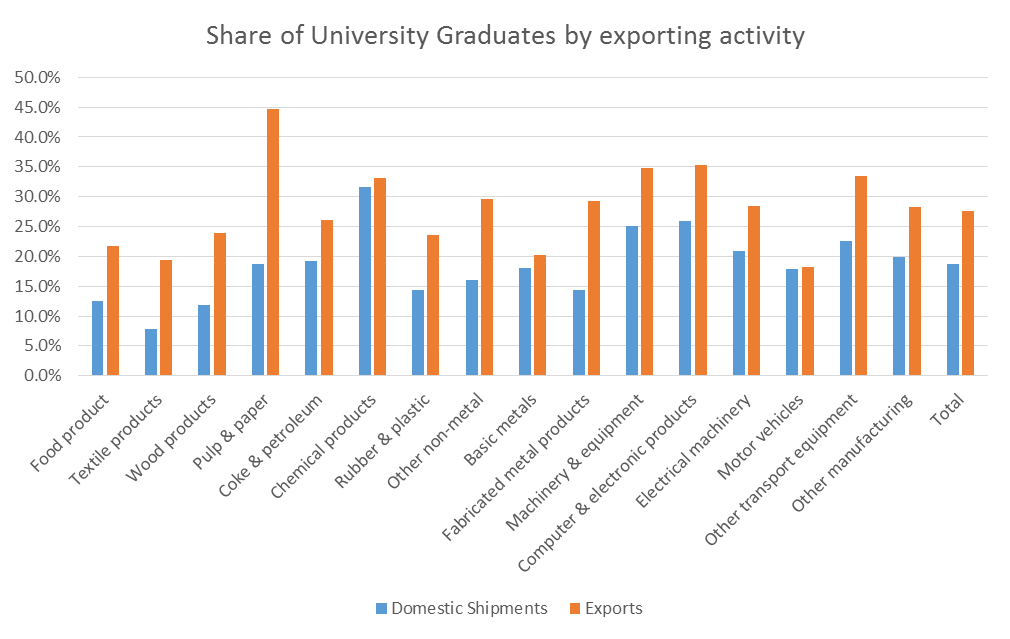 Share of University Graduates by exporting activity
50.0%
45.0%
40.0%
35.0%
30.0%
25.0%
20.0%
15.0%
10.0%
5.0%
0.0%
Food product
Textile products
Wood products
Pulp & paper
Coke & petroleum
Chemical products
Rubber & plastic
Other non-metal
Basic metals
Fabricated metal products
Machinery & equipment
Computer & electronic products
Electrical machinery
Motor vehicles
Other transport equipment
Other manufacturing
Total
Domestic Shipments
Exports